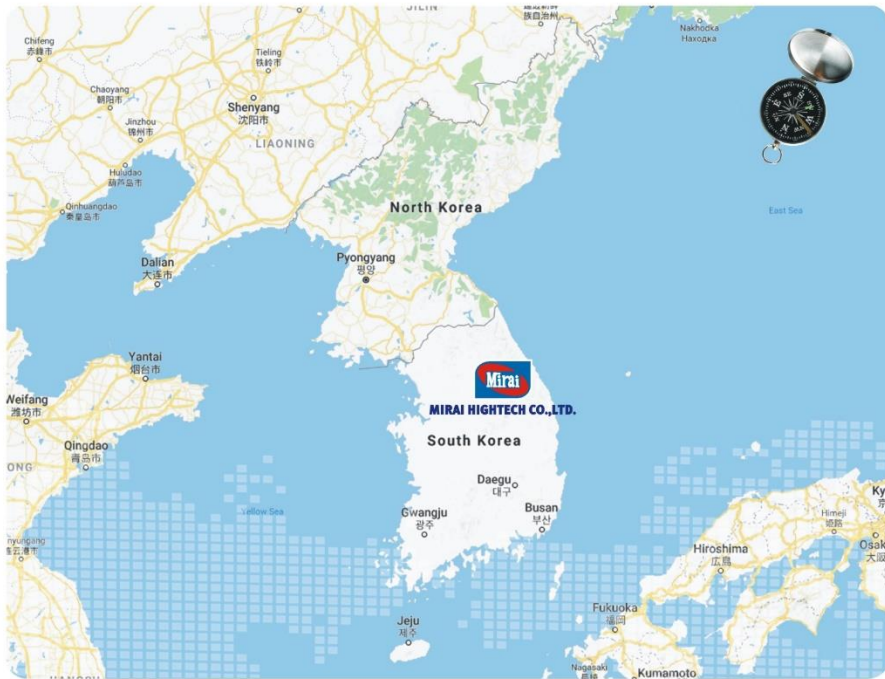 JILIN
Chifeng
赤峰市
Tieling
铁岭市
Nakhodka
Находка
Chaoyang
朝阳市
Shenyang
沈阳市
Jinzhou
锦州市
LIAONING
Huludao
葫芦岛市
Qinhuangdao
秦皇岛市
North Korea
East Sea
Dalian
大连市
Pyongyang
평양
Yantai
烟台市
Mirai
MIRAI HIGHTECH CO.,LTD.
Weifang
潍坊市
South Korea
Qingdao
青岛市
Daegu
대구
Yellow Sea
Gwangju
광주
Busan
부산
Himeji
姫路
Hiroshima
広島
Osak
大阪
Jeju
제주
Fukuoka
福岡
Nagasaki
Kumamoto